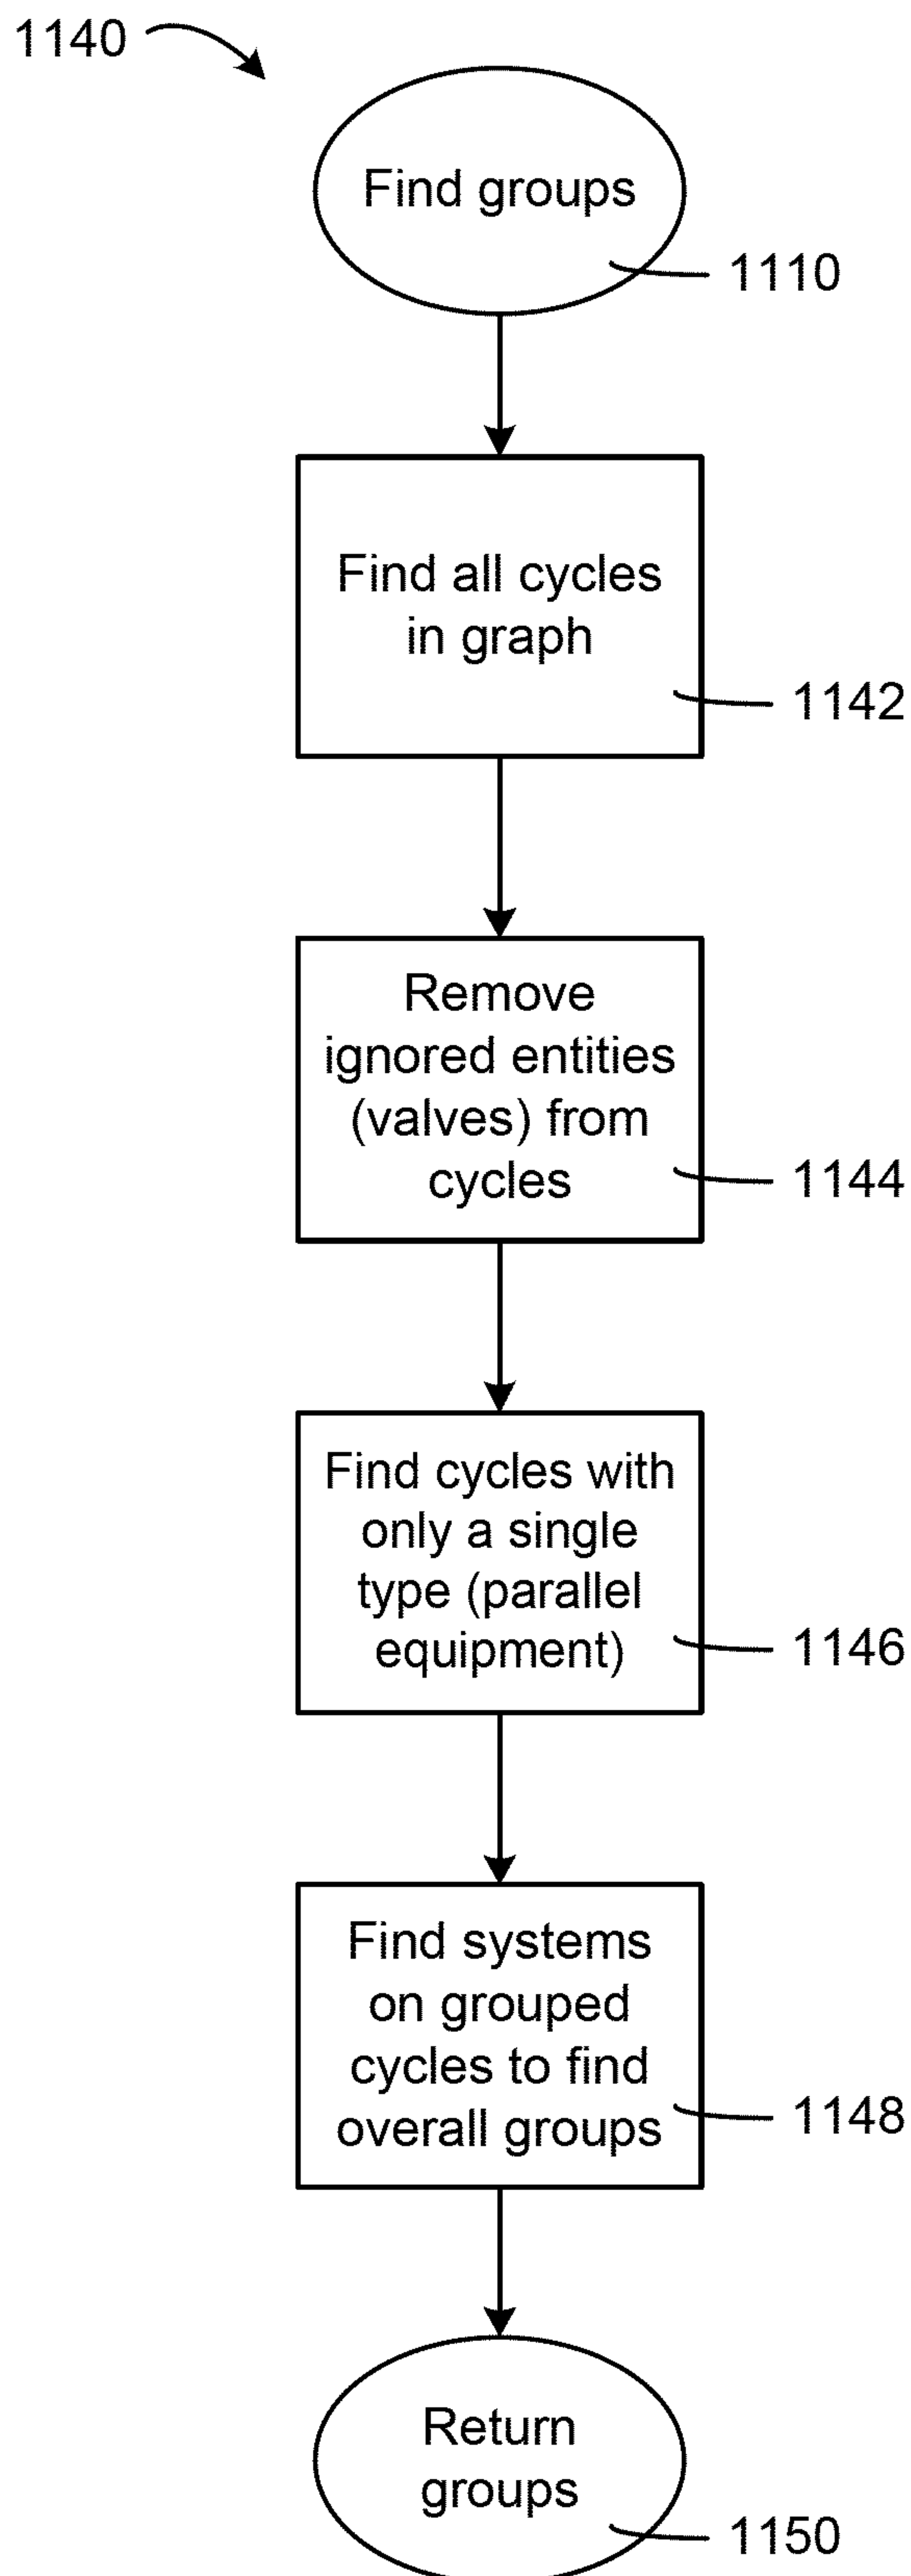 1140
Find groups
1110
Find all cycles
in graph
1142
Remove
ignored entities
(valves) from
cycles
1144
Find cycles with
only a single
type (parallel
equipment)
1146
Find systems
on grouped
cycles to find
overall groups
1148
Return
groups
1150